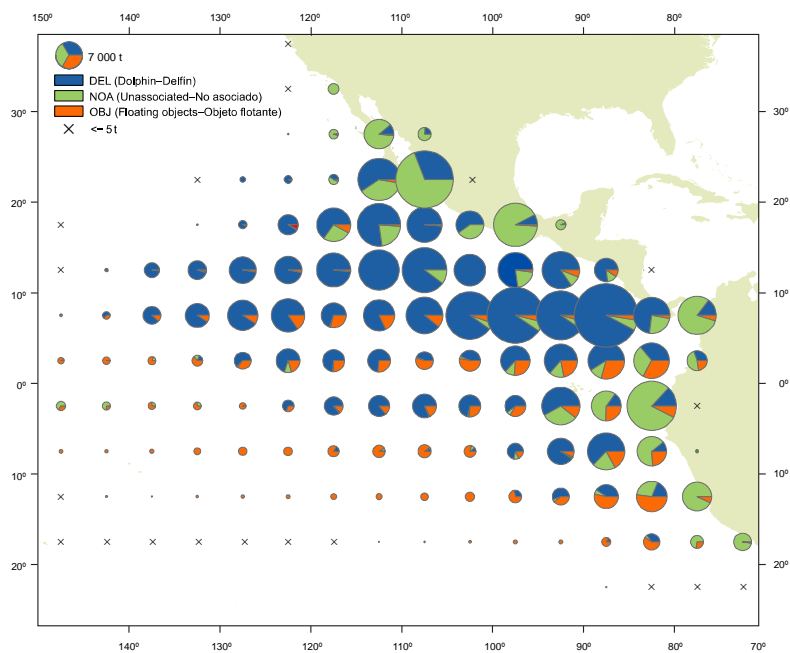 150º 140º 130º 120º 110º 100º 90º 80º
7 000 t
DEL (Dolphin–Delfin)
NOA (Unassociated–No asociado)
OBJ (Floating objects–Objeto flotante)
<– 5 t
30º 30º
20º 20º
10º 10º
0º 0º
10º 10º
20º 20º
140º 130º 120º 110º 100º 90º 80º 70º